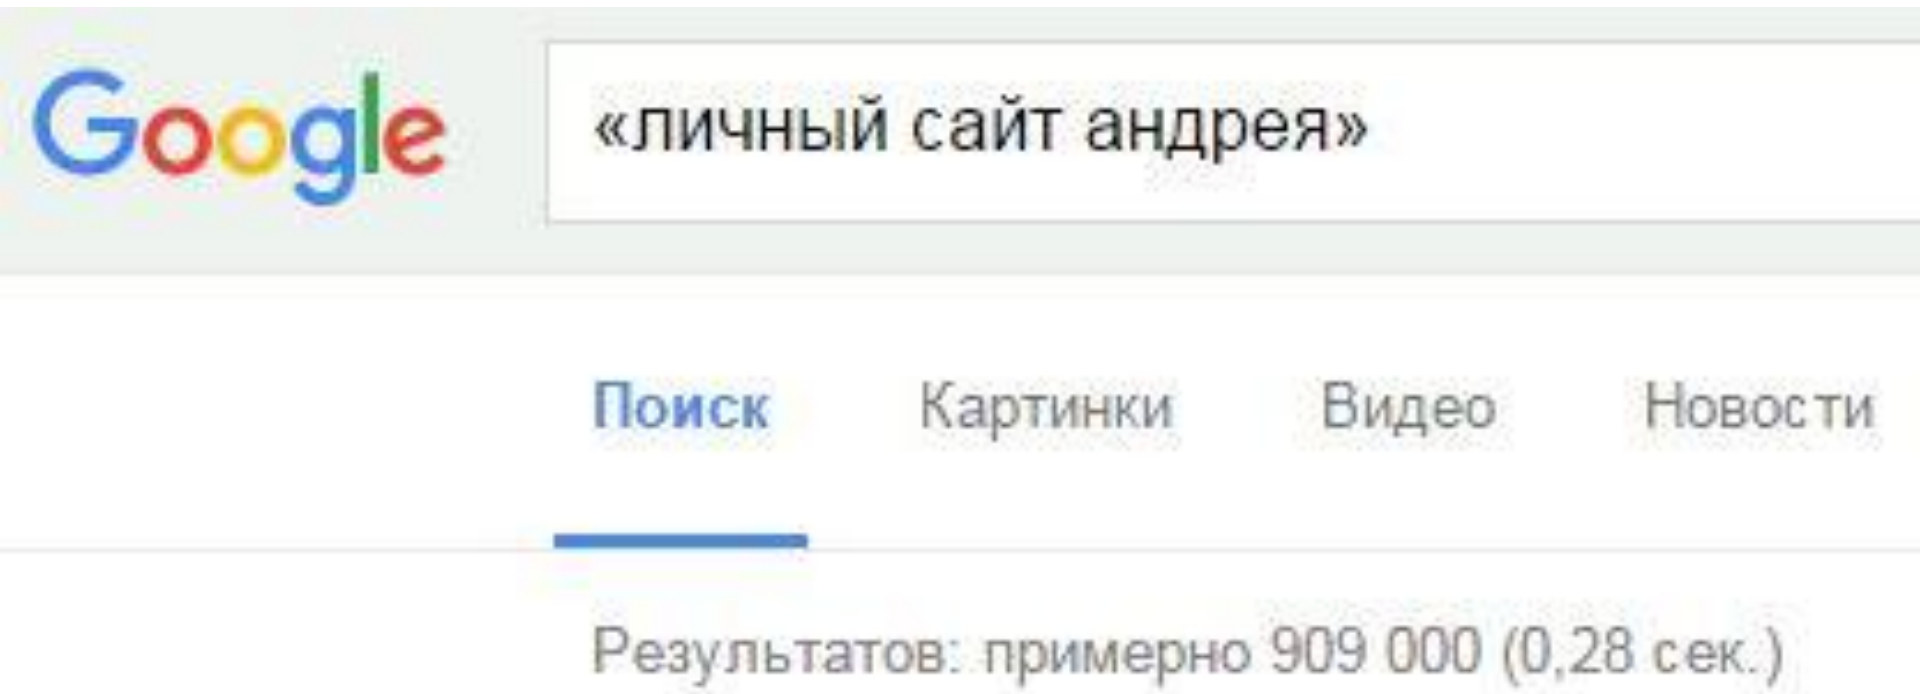 Google «личный сайт андрея»
Поиск Картинки Видео Новости
Результатов: примерно 909 000 (0,28 сек.)